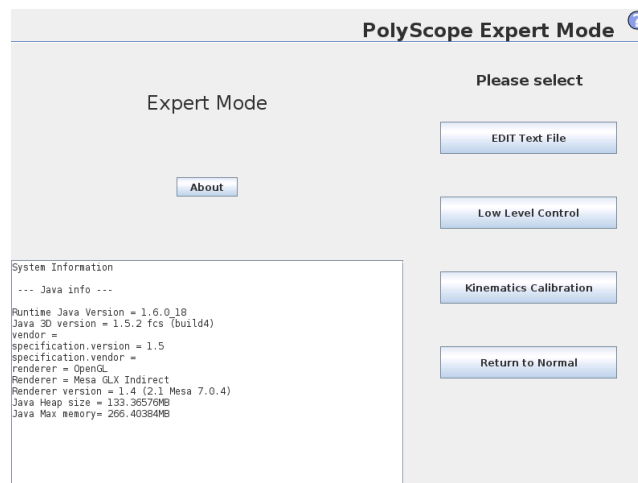 PolyScope Expert Mode
Expert Mode
About
System Information
--- Java info ---
Runtime Java Version = 1.6.0_18
Java 3D version = 1.5.2 fcs (build4)
vendor =
specification.version = 1.5
specification.vendor =
renderer = OpenGL
Renderer = Mesa GLX Indirect
Renderer version = 1.4 (2.1 Mesa 7.0.4)
Java Heap size = 133.36576MB
Java Max memory= 266.40384MB
Please select
EDIT Text File
Low Level Control
Kinematics Calibration
Return to Normal